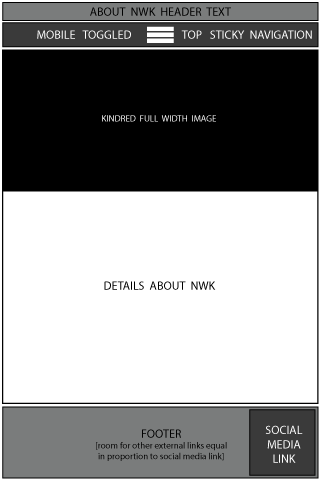 ABOUT NWK HEADER TEXT
MOBILE TOGGLED TOP STICKY NAVIGATION
KINDRED FULL WIDTH IMAGE
DETAILS ABOUT NWK
FOOTER
[room for other external links equal
in proportion to social media link]
SOCIAL
MEDIA
LINK